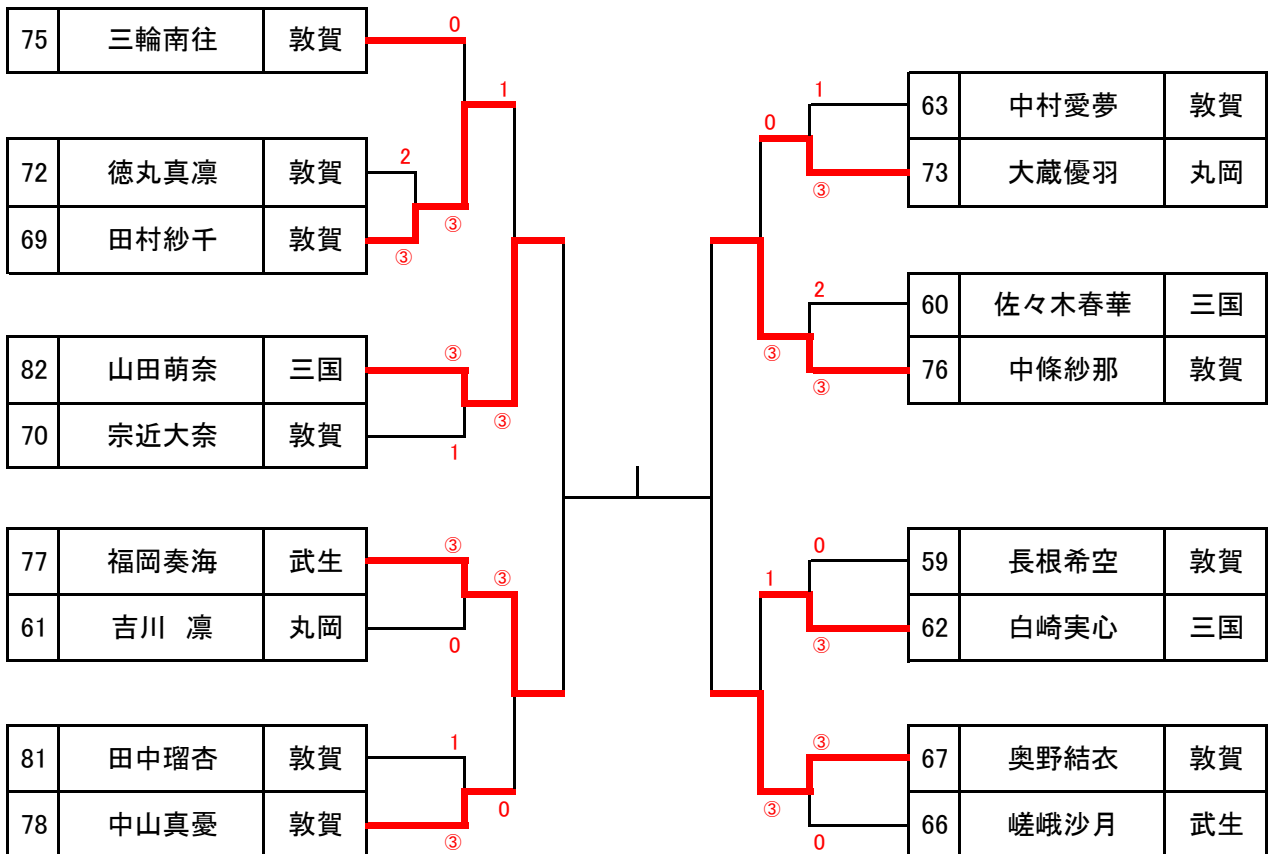 75 三輪南往 敦賀 0
1
72 徳丸真凛 敦賀 2
69 田村紗千 敦賀 ③
③
82 山田萌奈 三国 ③
③
70 宗近大奈 敦賀 1
77 福岡奏海 武生 ③
③
61 吉川 凛 丸岡 0
81 田中瑠杏 敦賀 1
0
78 中山真憂 敦賀 ③
1 63 中村愛夢 敦賀
0
③ 73 大蔵優羽 丸岡
2 60 佐々木春華 三国
③
③ 76 中條紗那 敦賀
0 59 長根希空 敦賀
1
③ 62 白崎実心 三国
③ 67 奥野結衣 敦賀
③
0 66 嵯峨沙月 武生